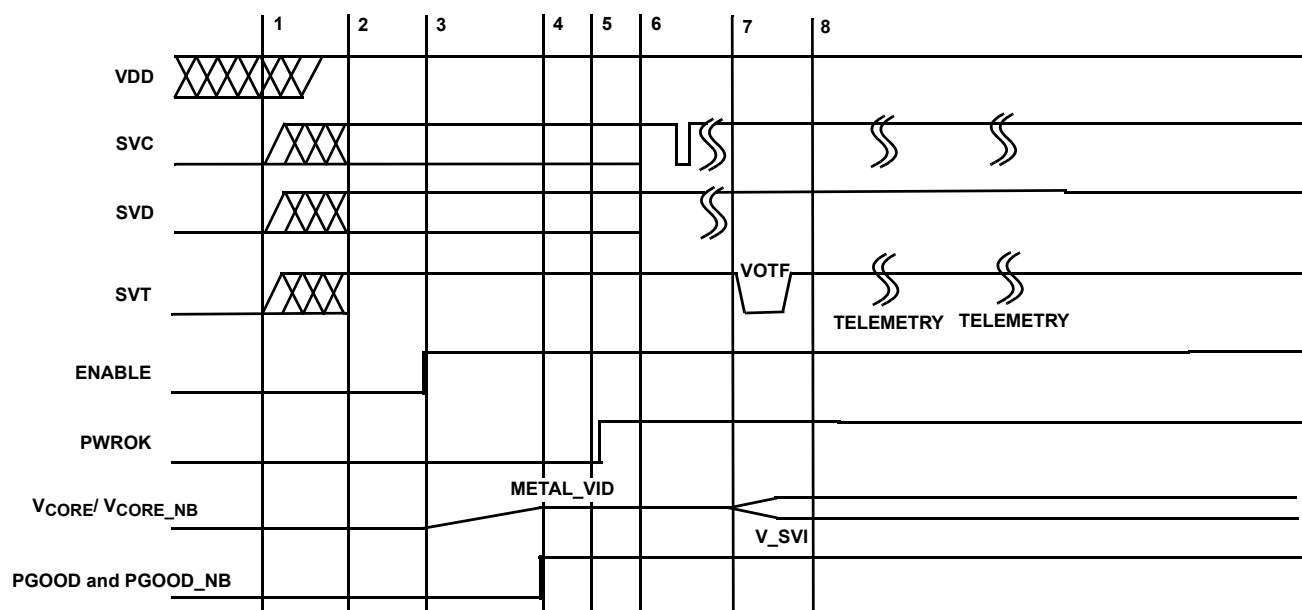 1 2 3 4 5 6 7 8
VDD
SVC
SVD
SVT
VOTF
TELEMETRY TELEMETRY
ENABLE
PWROK
METAL_VID
VCORE/ VCORE_NB
V_SVI
PGOOD and PGOOD_NB